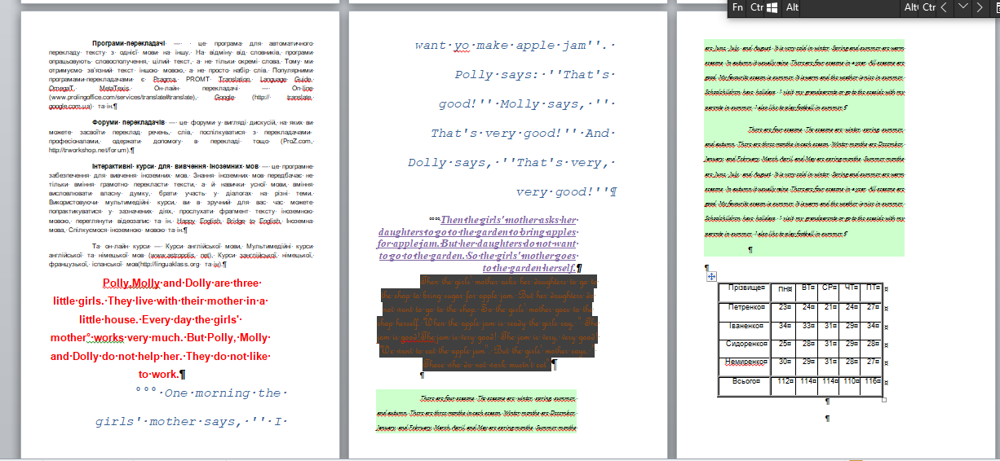 Fn Ctr Alt Alt Ctr
Програми-перекладачі — це програма для автоматичного
перекладу тексту з однієї мови на іншу. На відміну від словників, програми
опрацьовують словосполучення, цілий текст, а не тільки окремі слова. Тому ми
отримуємо зв'язний текст іншою мовою, а не просто набір слів. Популярними
програмами-перекладачами є Pragma, PROMT Translation, Language Guide,
OmegaT, MetaTexis. Он-лайн перекладачі — On-line
(www.prolingoffice.com/services/translate#translate), Google (http:// translate.
google.com.ua) та ін.¶
Форуми перекладачів — це форуми у вигляді дискусій, на яких ви
можете засвоїти переклад речень, слів, поспілкуватися з перекладачами-
професіоналами, одержати допомогу в перекладі тощо (ProZ.com,
http://trworkshop.net/forum).¶
Інтерактивні курси для вивчення іноземних мов — це програмне
забезпечення для вивчення іноземних мов. Знання іноземних мов передбачає не
тільки вміння грамотно перекласти тексти, а й навички усної мови, вміння
висловлювати власну думку, брати участь у діалогах на різні теми.
Використовуючи мультимедійні курси, ви в зручний для вас час можете
попрактикуватися у зазначених діях, прослухати фрагмент тексту іноземною
мовою, переглянути відеозапис та ін. Happy English, Bridge to English, Іноземна
мова, Спілкуємося іноземною мовою та ін.¶
Та он-лайн курси — Курси англійської мови, Мультимедійні курси
англійської та німецької мов (www.astropolis. net), Курси англійської, німецької,
французької, іспанської мов(http://linguaklass.org та ін).¶
Polly,Molly and Dolly are three
little girls. They live with their mother in a
little house. Every day the girls'
mother° works very much. But Polly, Molly
and Dolly do not help her. They do not like
to work.¶
°°° One morning the
girls' mother says, '' I
want yo make apple jam''.
Polly says: ''That's
good!'' Molly says, ''
That's very good!'' And
Dolly says, ''That's very,
very good!''¶
°°°Then the girls' mother asks her
daughters to go to the garden to bring apples
for apple jam. But her daughters do not want
to go to the garden. So the girls' mother goes
to the garden herself.¶
Then the girls' mother asks her daughters to go to
the shop to bring sugar for apple jam. But her daughters do
not want to go to the shop. So the girls' mother goes to the
shop herself. When the apple jam is ready the girls say, " The
jam is good!The jam is very good! The jam is very, very good!
We want to eat the apple jam". But the girls' mother says,"
Those who do not work mustn't eat".¶
¶
There are four seasons. The seasons are: winter, spring, summer,
and autumn. There are three months in each season. Winter months are December,
January, and February. March, April, and May are spring months. Summer months
are June, July, and August. It is very cold in winter. Spring and summer are warm
seasons. In autumn it usually rains. There are four seasons in a year. All seasons are
good. My favourite season is summer. It is warm and the weather is nice in summer.
Schoolchildren have holidays. I visit my grandparents or go to the seaside with my
parents in summer. I also like to play football in summer.¶
There are four seasons. The seasons are: winter, spring, summer,
and autumn. There are three months in each season. Winter months are December,
January, and February. March, April, and May are spring months. Summer months
are June, July, and August. It is very cold in winter. Spring and summer are warm
seasons. In autumn it usually rains. There are four seasons in a year. All seasons are
good. My favourite season is summer. It is warm and the weather is nice in summer.
Schoolchildren have holidays. I visit my grandparents or go to the seaside with my
parents in summer. I also like to play football in summer.¶
¶
¶
Прізвище¤ пн¤ ВТ¤ СР¤ ЧТ¤ ПТ¤ ¤
Петренко¤ 23¤ 24¤ 21¤ 24¤ 27¤ ¤
Іваненко¤ 34¤ 33¤ 31¤ 29¤ 34¤ ¤
Сидоренко¤ 25¤ 28¤ 31¤ 29¤ 28¤ ¤
Немиренко¤ 30¤ 29¤ 31¤ 28¤ 27¤ ¤
Всього¤ 112¤ 114¤ 114¤ 110¤ 116¤ ¤
¶
¶